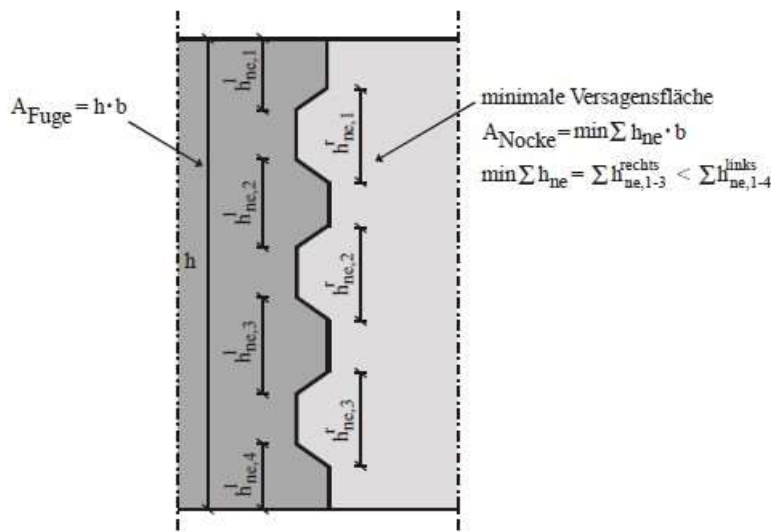 A_Fuge = h · b
h
h^l_ne,1
h^l_ne,2
h^l_ne,3
h^l_ne,4
h^r_ne,1
h^r_ne,2
h^r_ne,3
minimale Versagensfläche
A_Nocke = min∑ h_ne · b
min∑ h_ne = ∑h^rechts_ne,1-3 < ∑h^links_ne,1-4